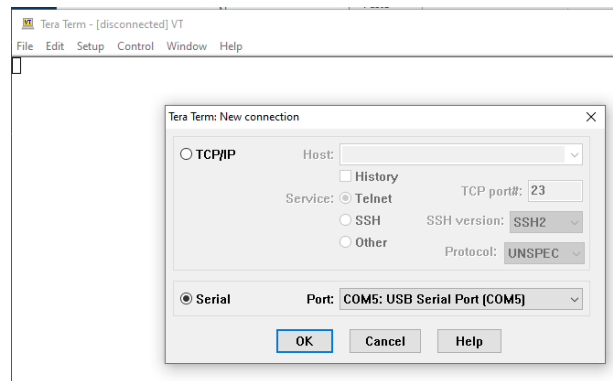 Tera Term - [disconnected] VT
File Edit Setup Control Window Help
Tera Term: New connection
TCP/IP Host:
History
Service: Telnet TCP port#: 23
SSH SSH version: SSH2
Other Protocol: UNSPEC
Serial Port: COM5: USB Serial Port (COM5)
OK Cancel Help